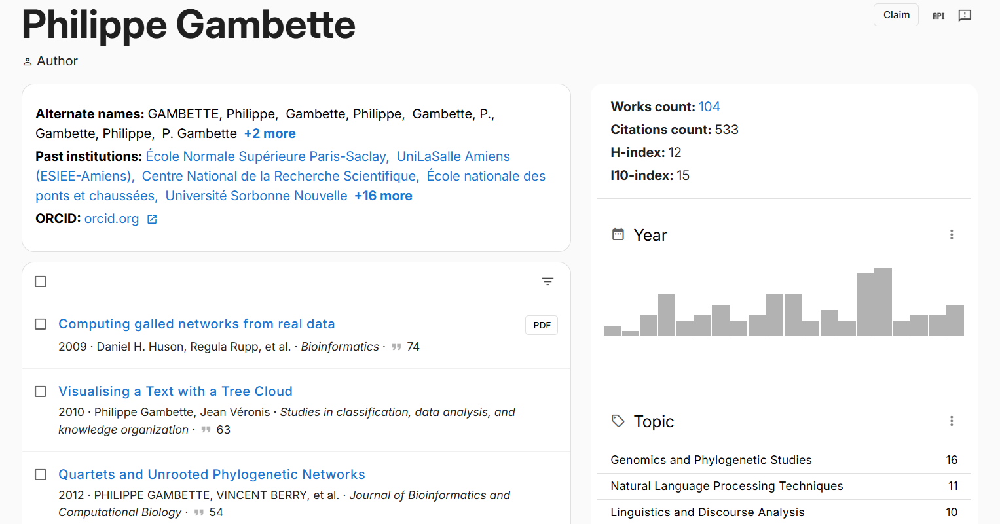 Philippe Gambette
Claim
API
Author
Alternate names: GAMBETTE, Philippe,  Gambette, Philippe,  Gambette, P.,
Gambette, Philippe,  P. Gambette  +2 more
Past institutions: École Normale Supérieure Paris-Saclay,  UniLaSalle Amiens
(ESIEE-Amiens),  Centre National de la Recherche Scientifique,  École nationale des
ponts et chaussées,  Université Sorbonne Nouvelle  +16 more
ORCID: orcid.org
Computing galled networks from real data
PDF
2009 · Daniel H. Huson, Regula Rupp, et al. · Bioinformatics · 74
Visualising a Text with a Tree Cloud
2010 · Philippe Gambette, Jean Véronis · Studies in classification, data analysis, and
knowledge organization · 63
Quartets and Unrooted Phylogenetic Networks
2012 · PHILIPPE GAMBETTE, VINCENT BERRY, et al. · Journal of Bioinformatics and
Computational Biology · 54
Works count: 104
Citations count: 533
H-index: 12
I10-index: 15
Year
Topic
Genomics and Phylogenetic Studies 16
Natural Language Processing Techniques 11
Linguistics and Discourse Analysis 10